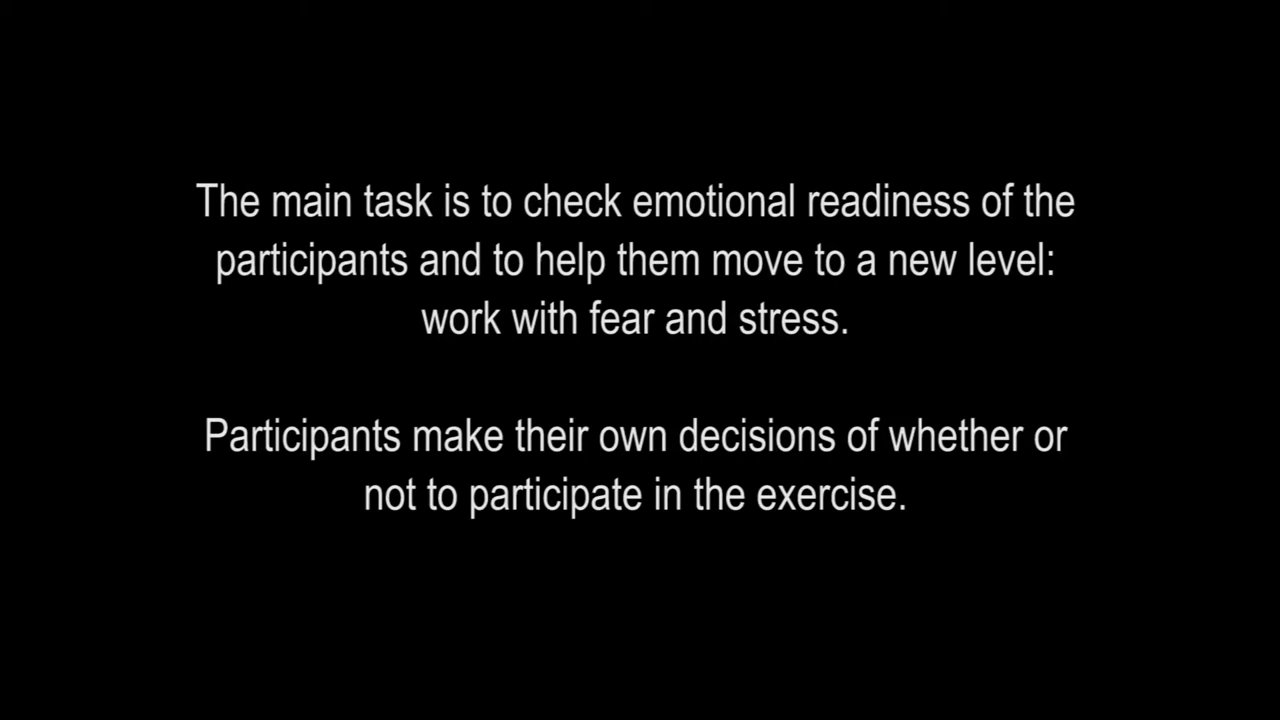 The main task is to check emotional readiness of the
participants and to help them move to a new level:
work with fear and stress.
Participants make their own decisions of whether or
not to participate in the exercise.